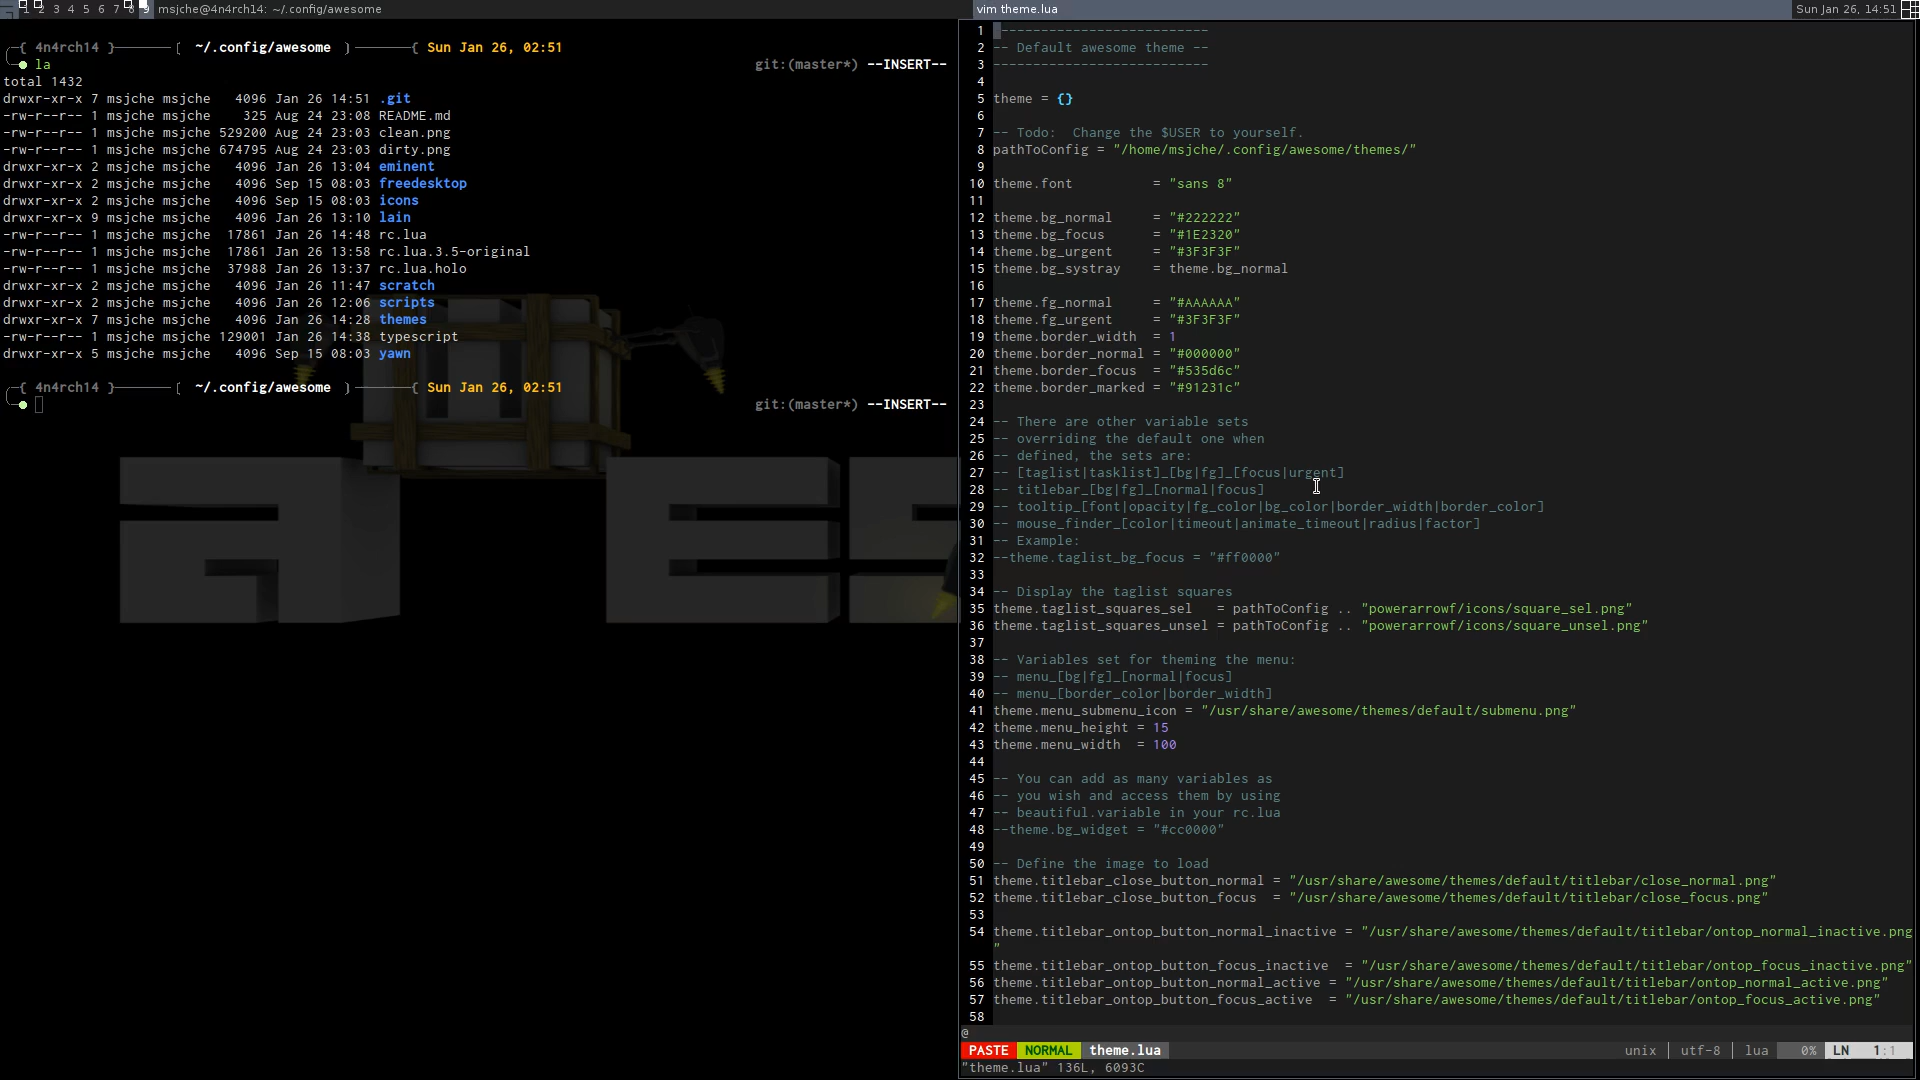 1 2 3 4 5 6 7 8 9 msjche@4n4rch14: ~/.config/awesome
vim theme.lua
Sun Jan 26, 14:51
┌─{ 4n4rch14 }───────[ ~/.config/awesome ]───────{ Sun Jan 26, 02:51
la git:(master*) --INSERT--
total 1432
drwxr-xr-x 7 msjche msjche 4096 Jan 26 14:51 .git
-rw-r--r-- 1 msjche msjche 325 Aug 24 23:08 README.md
-rw-r--r-- 1 msjche msjche 529200 Aug 24 23:03 clean.png
-rw-r--r-- 1 msjche msjche 674795 Aug 24 23:03 dirty.png
drwxr-xr-x 2 msjche msjche 4096 Jan 26 13:04 eminent
drwxr-xr-x 2 msjche msjche 4096 Sep 15 08:03 freedesktop
drwxr-xr-x 2 msjche msjche 4096 Sep 15 08:03 icons
drwxr-xr-x 9 msjche msjche 4096 Jan 26 13:10 lain
-rw-r--r-- 1 msjche msjche 17861 Jan 26 14:48 rc.lua
-rw-r--r-- 1 msjche msjche 17861 Jan 26 13:58 rc.lua.3.5-original
-rw-r--r-- 1 msjche msjche 37988 Jan 26 13:37 rc.lua.holo
drwxr-xr-x 2 msjche msjche 4096 Jan 26 11:47 scratch
drwxr-xr-x 2 msjche msjche 4096 Jan 26 12:06 scripts
drwxr-xr-x 7 msjche msjche 4096 Jan 26 14:28 themes
-rw-r--r-- 1 msjche msjche 129001 Jan 26 14:38 typescript
drwxr-xr-x 5 msjche msjche 4096 Sep 15 08:03 yawn
┌─{ 4n4rch14 }───────[ ~/.config/awesome ]───────{ Sun Jan 26, 02:51
git:(master*) --INSERT--
1 ---------------------------
2 -- Default awesome theme --
3 ---------------------------
4
5 theme = {}
6
7 -- Todo:  Change the $USER to yourself.
8 pathToConfig = "/home/msjche/.config/awesome/themes/"
9
10 theme.font          = "sans 8"
11
12 theme.bg_normal     = "#222222"
13 theme.bg_focus      = "#1E2320"
14 theme.bg_urgent     = "#3F3F3F"
15 theme.bg_systray    = theme.bg_normal
16
17 theme.fg_normal     = "#AAAAAA"
18 theme.fg_urgent     = "#3F3F3F"
19 theme.border_width  = 1
20 theme.border_normal = "#000000"
21 theme.border_focus  = "#535d6c"
22 theme.border_marked = "#91231c"
23
24 -- There are other variable sets
25 -- overriding the default one when
26 -- defined, the sets are:
27 -- [taglist|tasklist]_[bg|fg]_[focus|urgent]
28 -- titlebar_[bg|fg]_[normal|focus]
29 -- tooltip_[font|opacity|fg_color|bg_color|border_width|border_color]
30 -- mouse_finder_[color|timeout|animate_timeout|radius|factor]
31 -- Example:
32 --theme.taglist_bg_focus = "#ff0000"
33
34 -- Display the taglist squares
35 theme.taglist_squares_sel   = pathToConfig .. "powerarrowf/icons/square_sel.png"
36 theme.taglist_squares_unsel = pathToConfig .. "powerarrowf/icons/square_unsel.png"
37
38 -- Variables set for theming the menu:
39 -- menu_[bg|fg]_[normal|focus]
40 -- menu_[border_color|border_width]
41 theme.menu_submenu_icon = "/usr/share/awesome/themes/default/submenu.png"
42 theme.menu_height = 15
43 theme.menu_width  = 100
44
45 -- You can add as many variables as
46 -- you wish and access them by using
47 -- beautiful.variable in your rc.lua
48 --theme.bg_widget = "#cc0000"
49
50 -- Define the image to load
51 theme.titlebar_close_button_normal = "/usr/share/awesome/themes/default/titlebar/close_normal.png"
52 theme.titlebar_close_button_focus  = "/usr/share/awesome/themes/default/titlebar/close_focus.png"
53
54 theme.titlebar_ontop_button_normal_inactive = "/usr/share/awesome/themes/default/titlebar/ontop_normal_inactive.png
"
55 theme.titlebar_ontop_button_focus_inactive  = "/usr/share/awesome/themes/default/titlebar/ontop_focus_inactive.png"
56 theme.titlebar_ontop_button_normal_active = "/usr/share/awesome/themes/default/titlebar/ontop_normal_active.png"
57 theme.titlebar_ontop_button_focus_active  = "/usr/share/awesome/themes/default/titlebar/ontop_focus_active.png"
58
@
PASTE NORMAL theme.lua unix | utf-8 | lua 0% LN 1:1
"theme.lua" 136L, 6093C